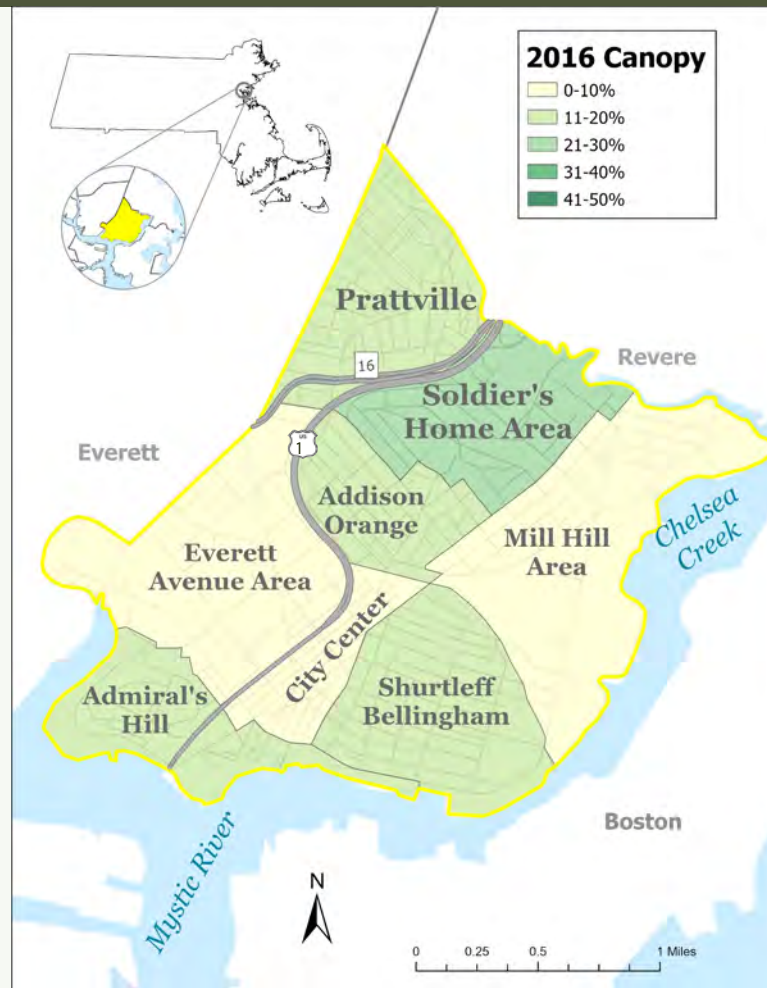 2016 Canopy
0-10%
11-20%
21-30%
31-40%
41-50%
Prattville
16
Revere
Soldier's
Home Area
Everett
US
1
Addison
Orange
Chelsea
Creek
Mill Hill
Area
Everett
Avenue Area
City Center
Admiral's
Hill
Shurtleff
Bellingham
Boston
Mystic River
N
0 0.25 0.5 1 Miles